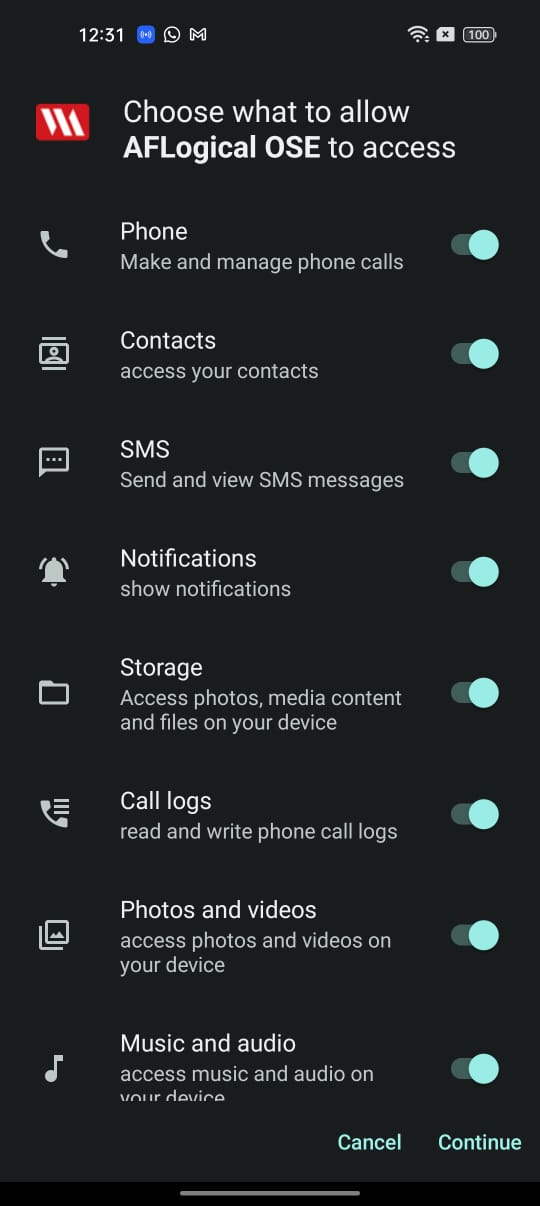 12:31
100
Choose what to allow
AFLogical OSE to access
Phone
Make and manage phone calls
Contacts
access your contacts
SMS
Send and view SMS messages
Notifications
show notifications
Storage
Access photos, media content
and files on your device
Call logs
read and write phone call logs
Photos and videos
access photos and videos on
your device
Music and audio
access music and audio on
your device
Cancel Continue